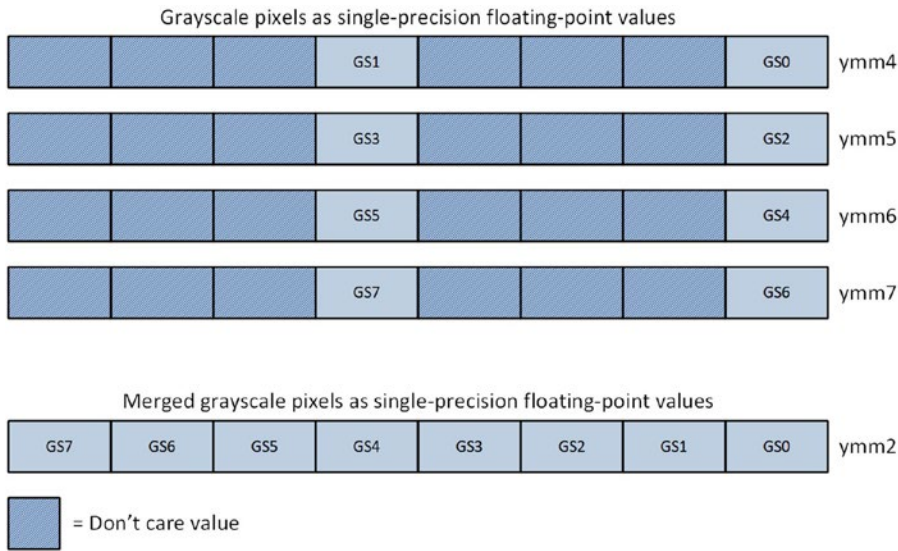 Grayscale pixels as single-precision floating-point values
GS1 GS0 ymm4
GS3 GS2 ymm5
GS5 GS4 ymm6
GS7 GS6 ymm7
Merged grayscale pixels as single-precision floating-point values
GS7 GS6 GS5 GS4 GS3 GS2 GS1 GS0 ymm2
= Don't care value